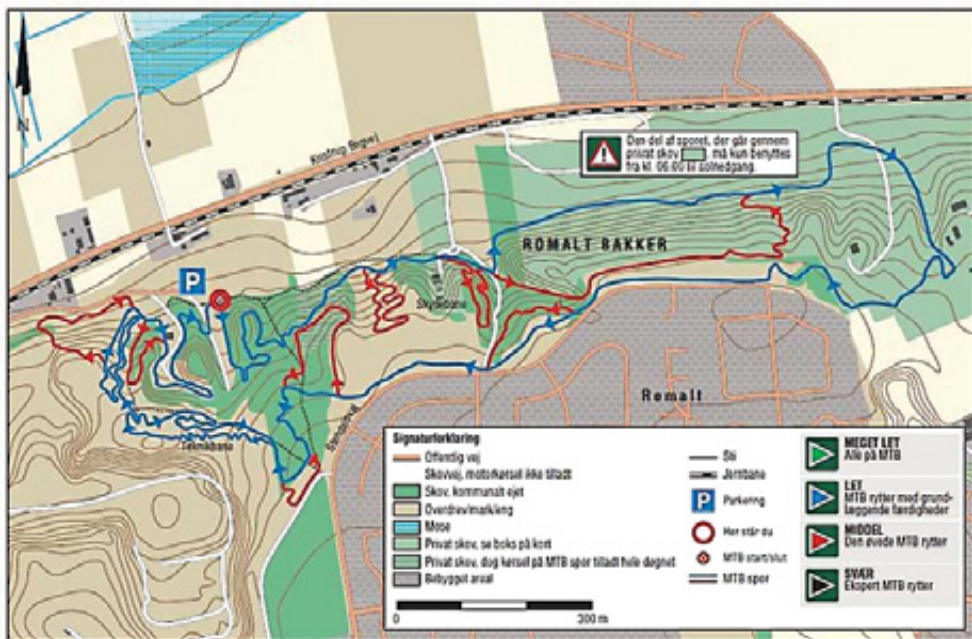 N
Den del af sporet, der går gennem
privat skov , må kun benyttes
fra kl. 06.00 til solnedgang.
ROMALT BAKKER
P
Skydebane
Romalt
Teknikbane
Signaturforklaring
Offentlig vej
Skovvej, motorkørsel ikke tilladt
Skov, kommunalt ejet
Overdrev/mark/eng
Mose
Privat skov, se boks på kort
Privat skov, dog kørsel på MTB spor tilladt hele døgnet
Bebygget areal
0
300 m
Sti
Jernbane
P
Parkering
Her står du
MTB start/slut
MTB spor
MEGET LET
Alle på MTB
LET
MTB rytter med grund-
læggende færdigheder
MIDDEL
Den øvede MTB rytter
SVÆR
Ekspert MTB rytter